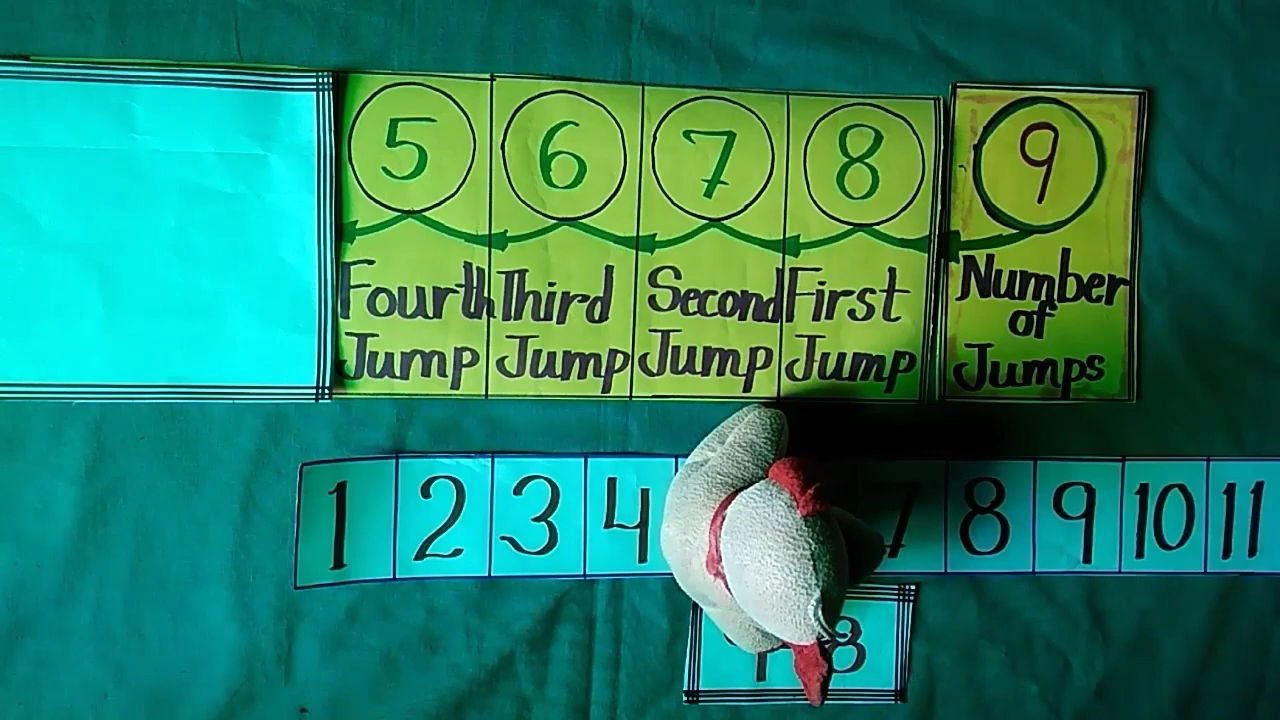 5 6 7 8 9
Fourth Third Second First Number
of
Jump Jump Jump Jump Jumps
1 2 3 4 7 8 9 10 11
8